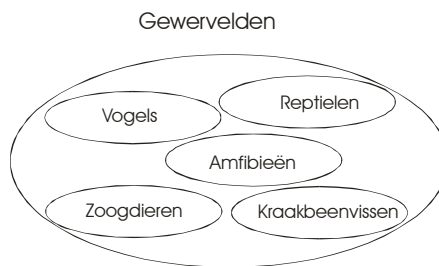 Gewervelden
Reptielen
Vogels
Amfibieën
Zoogdieren
Kraakbeenvissen